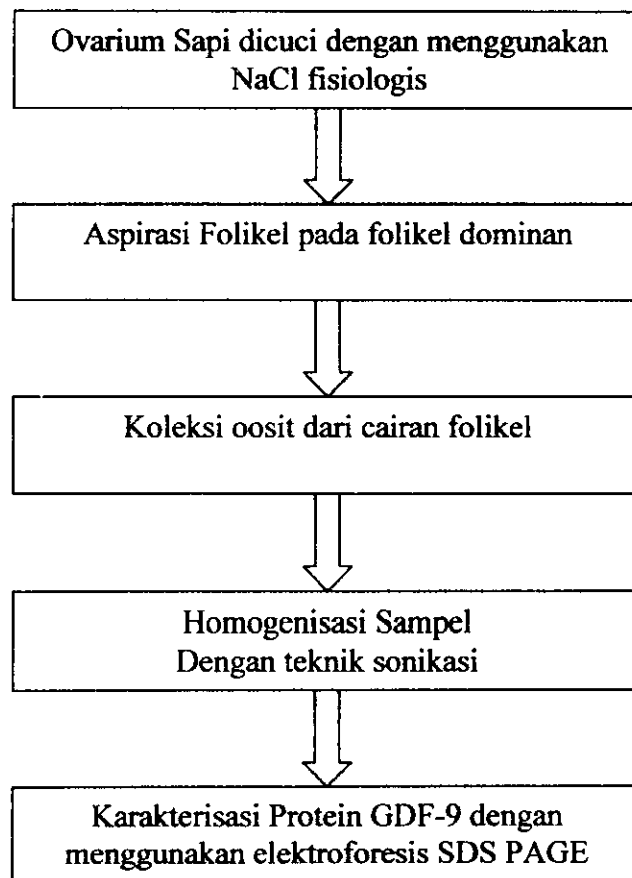 Ovarium Sapi dicuci dengan menggunakan
NaCl fisiologis
Aspirasi Folikel pada folikel dominan
Koleksi oosit dari cairan folikel
Homogenisasi Sampel
Dengan teknik sonikasi
Karakterisasi Protein GDF-9 dengan
menggunakan elektroforesis SDS PAGE